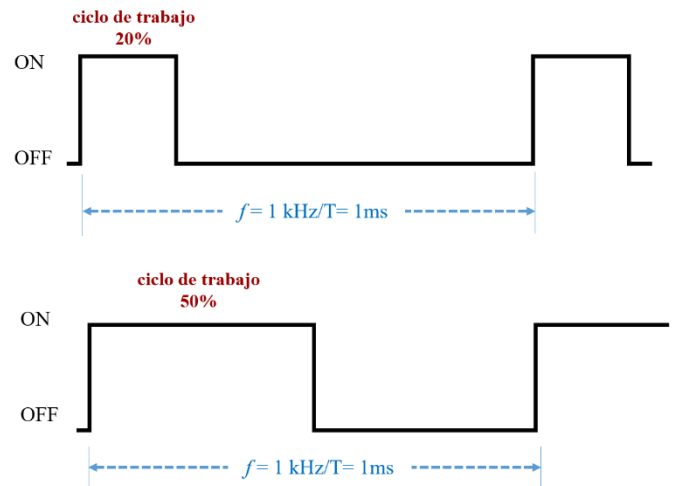 ciclo de trabajo
20%
ON
OFF
f = 1 kHz/T= 1ms
ciclo de trabajo
50%
ON
OFF
f = 1 kHz/T= 1ms